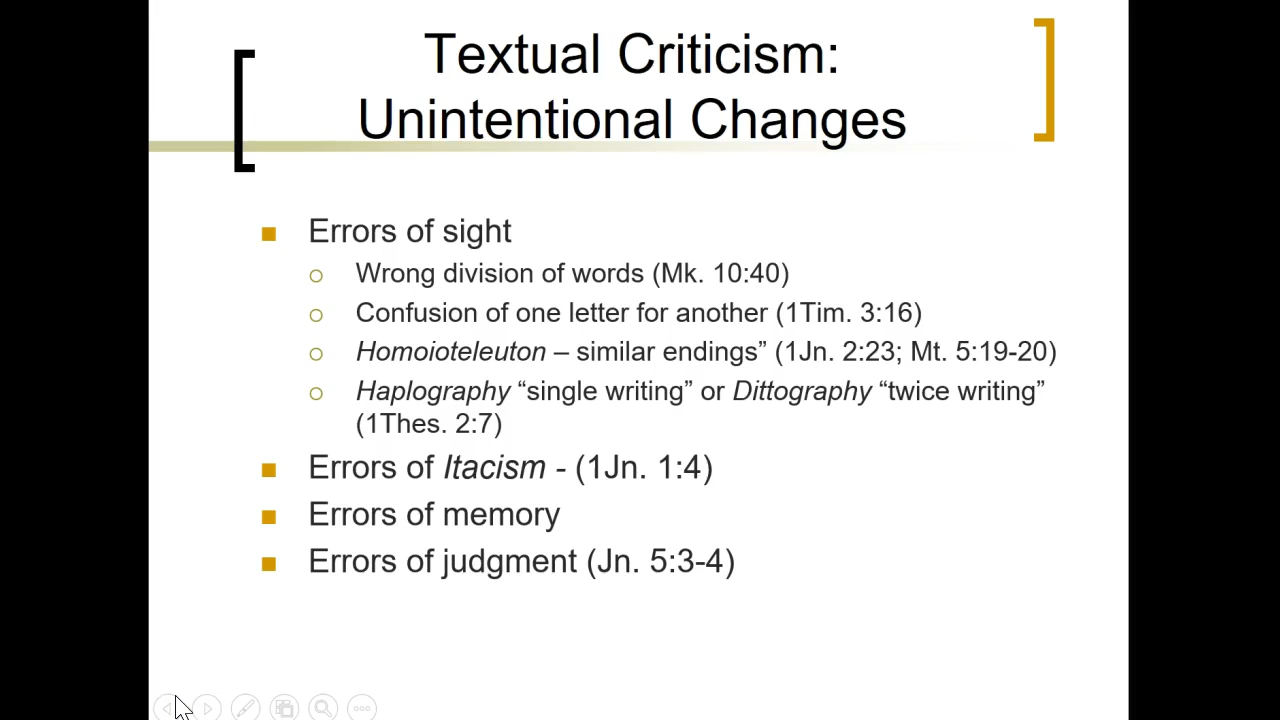 Textual Criticism:
Unintentional Changes
Errors of sight
Wrong division of words (Mk. 10:40)
Confusion of one letter for another (1Tim. 3:16)
Homoioteleuton – similar endings” (1Jn. 2:23; Mt. 5:19-20)
Haplography “single writing” or Dittography “twice writing”
(1Thes. 2:7)
Errors of Itacism - (1Jn. 1:4)
Errors of memory
Errors of judgment (Jn. 5:3-4)